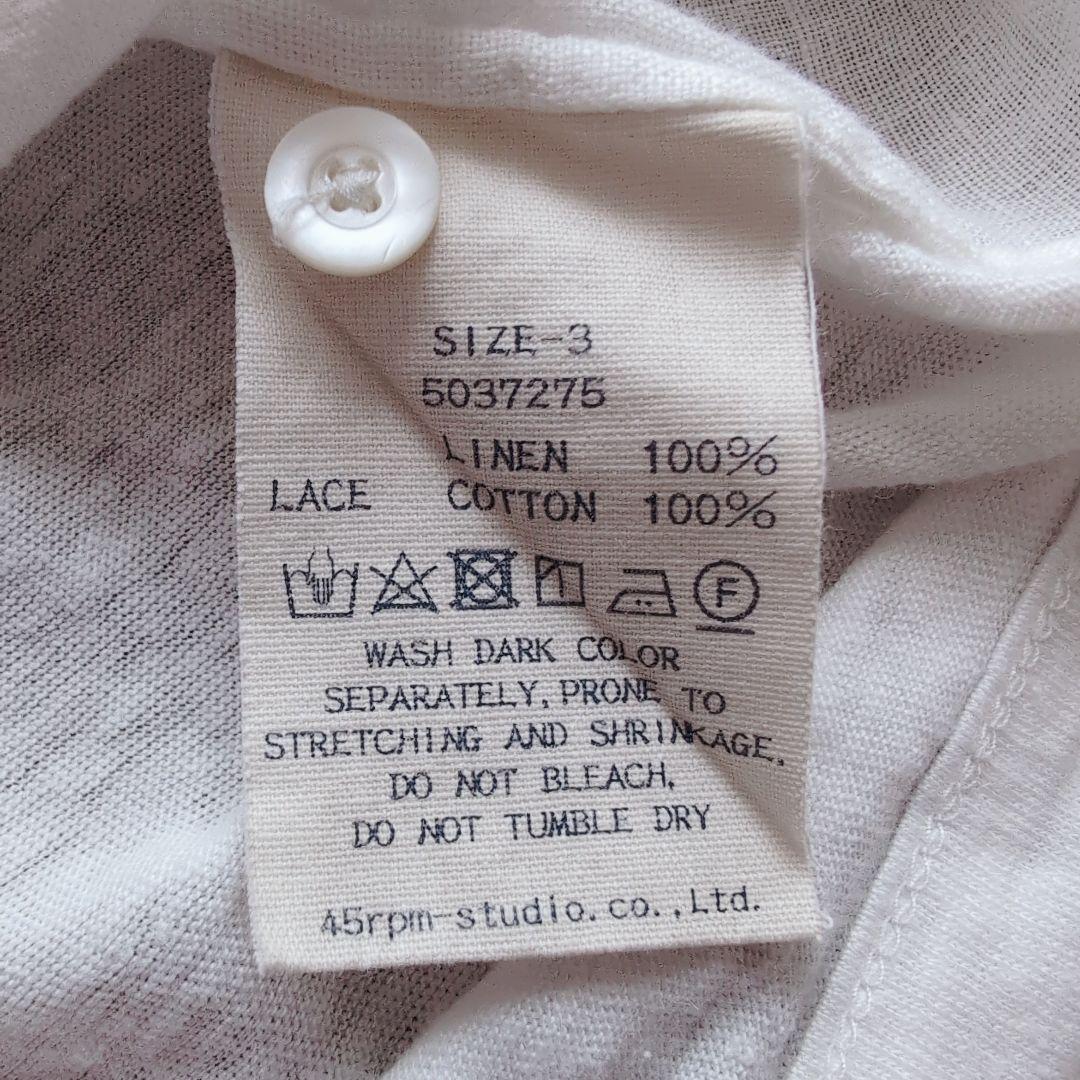 SIZE-3
5037275
LINEN 100%
LACE COTTON 100%
F
WASH DARK COLOR
SEPARATELY. PRONE TO
STRETCHING AND SHRINKAGE.
DO NOT BLEACH.
DO NOT TUMBLE DRY
45rpm-studio.co.,Ltd.